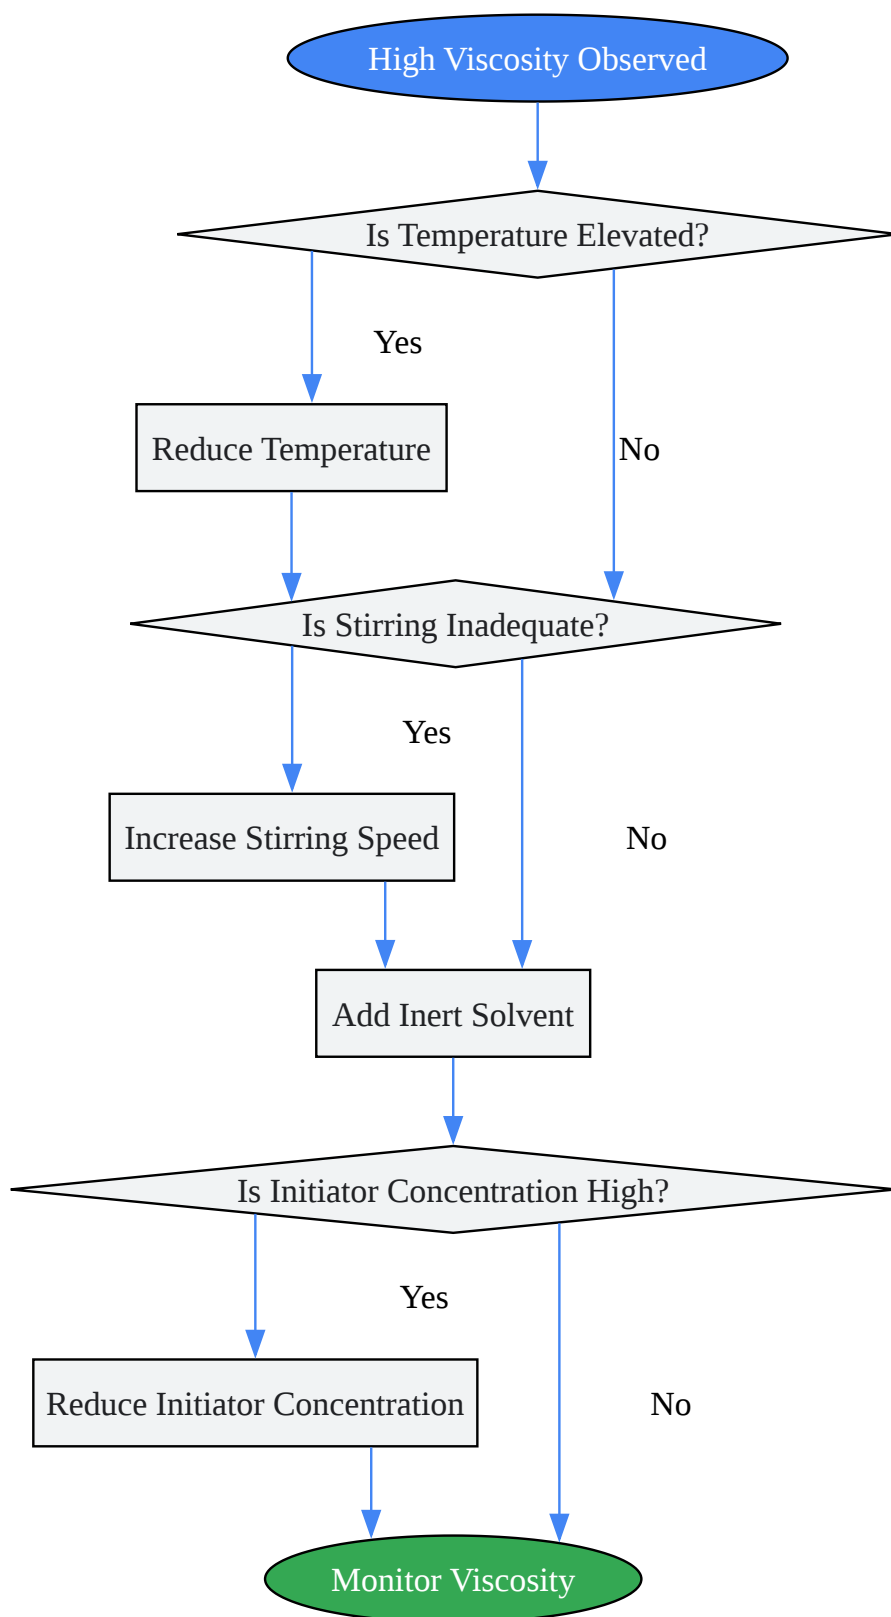 High Viscosity Observed
Is Temperature Elevated?
Yes
Reduce Temperature
No
Is Stirring Inadequate?
Yes
Increase Stirring Speed
No
Add Inert Solvent
Is Initiator Concentration High?
Yes
Reduce Initiator Concentration
No
Monitor Viscosity